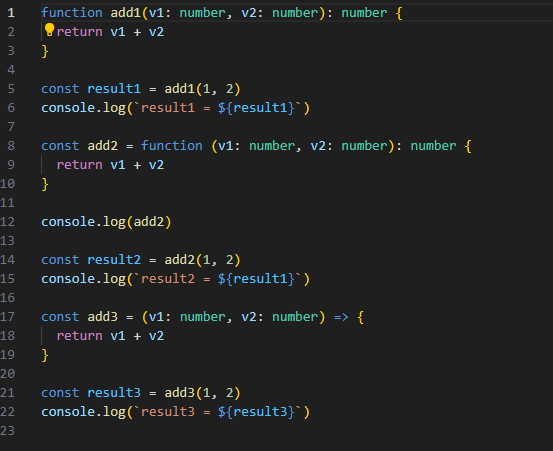 1 function add1(v1: number, v2: number): number {
2   return v1 + v2
3 }
4
5 const result1 = add1(1, 2)
6 console.log(`result1 = ${result1}`)
7
8 const add2 = function (v1: number, v2: number): number {
9   return v1 + v2
10 }
11
12 console.log(add2)
13
14 const result2 = add2(1, 2)
15 console.log(`result2 = ${result1}`)
16
17 const add3 = (v1: number, v2: number) => {
18   return v1 + v2
19 }
20
21 const result3 = add3(1, 2)
22 console.log(`result3 = ${result3}`)
23